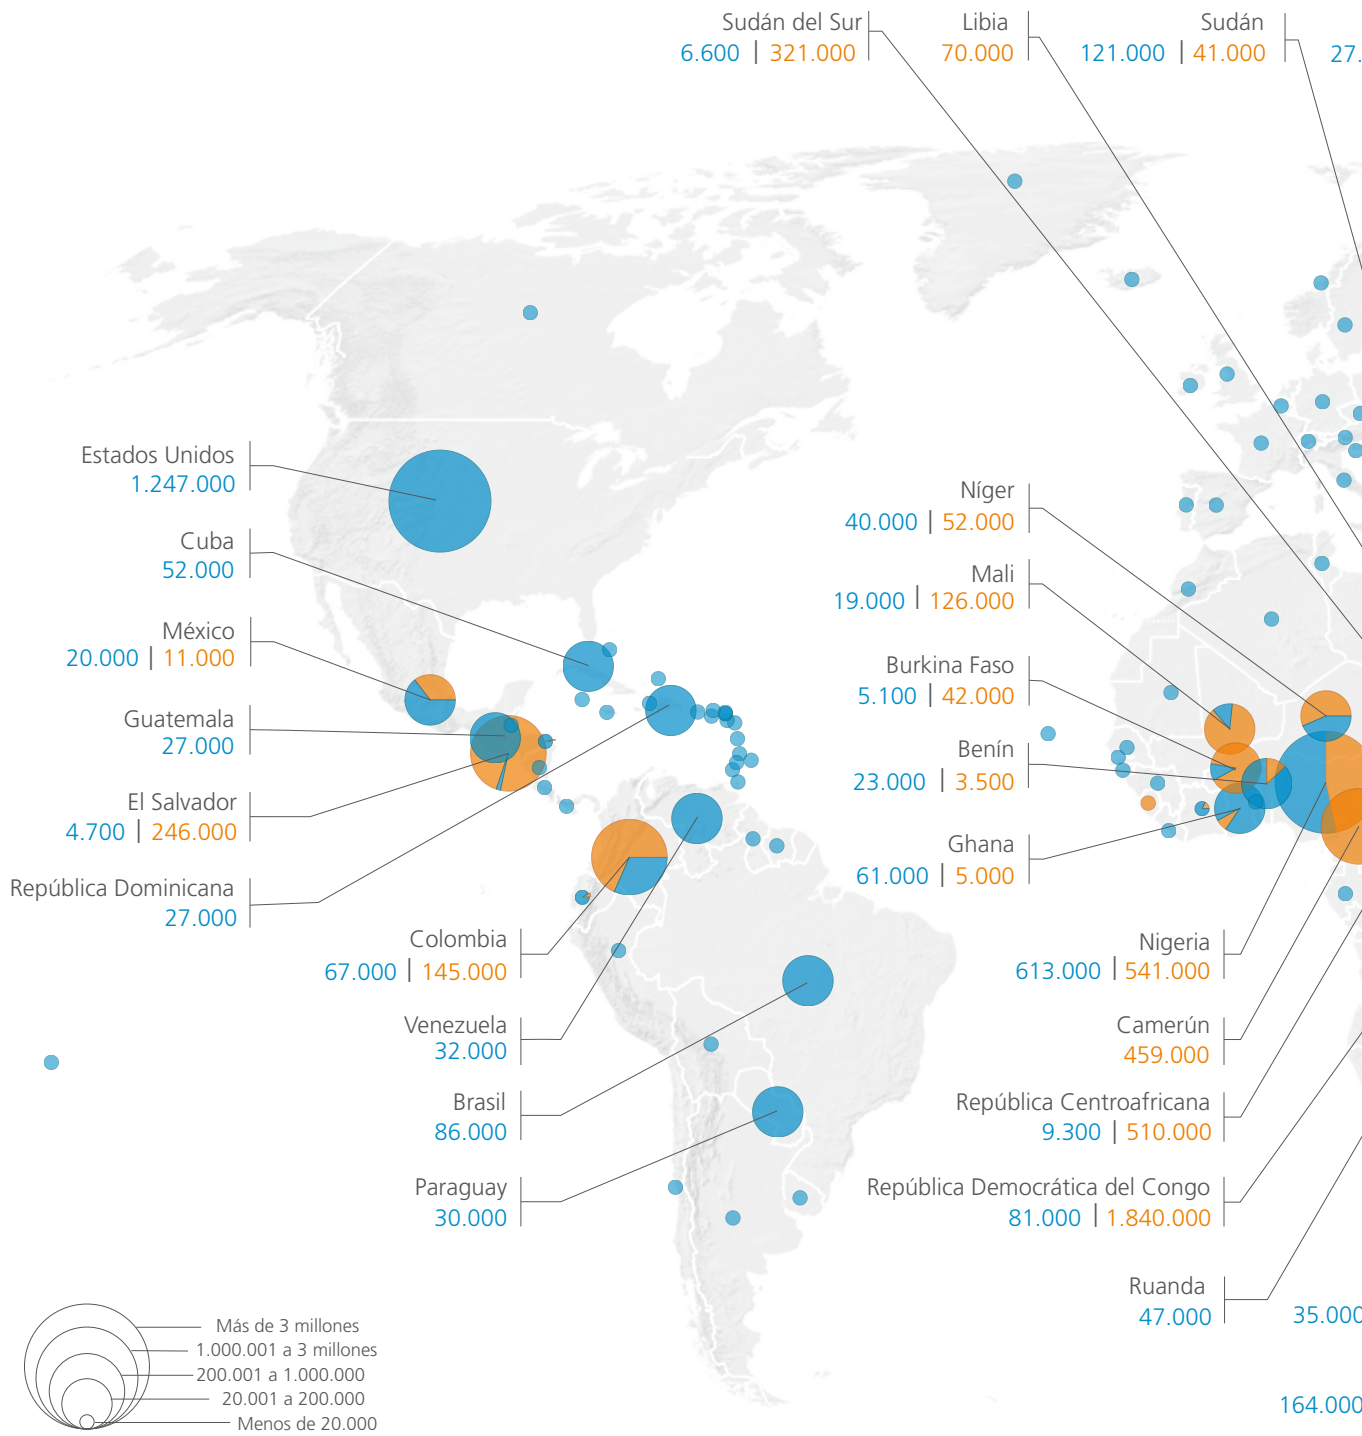 Sudán del Sur
6.600 | 321.000
Libia
70.000
Sudán
121.000 | 41.000
27.
Estados Unidos
1.247.000
Cuba
52.000
México
20.000 | 11.000
Guatemala
27.000
El Salvador
4.700 | 246.000
República Dominicana
27.000
Colombia
67.000 | 145.000
Venezuela
32.000
Brasil
86.000
Paraguay
30.000
Níger
40.000 | 52.000
Mali
19.000 | 126.000
Burkina Faso
5.100 | 42.000
Benín
23.000 | 3.500
Ghana
61.000 | 5.000
Nigeria
613.000 | 541.000
Camerún
459.000
República Centroafricana
9.300 | 510.000
República Democrática del Congo
81.000 | 1.840.000
Ruanda
47.000
35.000
164.000
Más de 3 millones
1.000.001 a 3 millones
200.001 a 1.000.000
20.001 a 200.000
Menos de 20.000